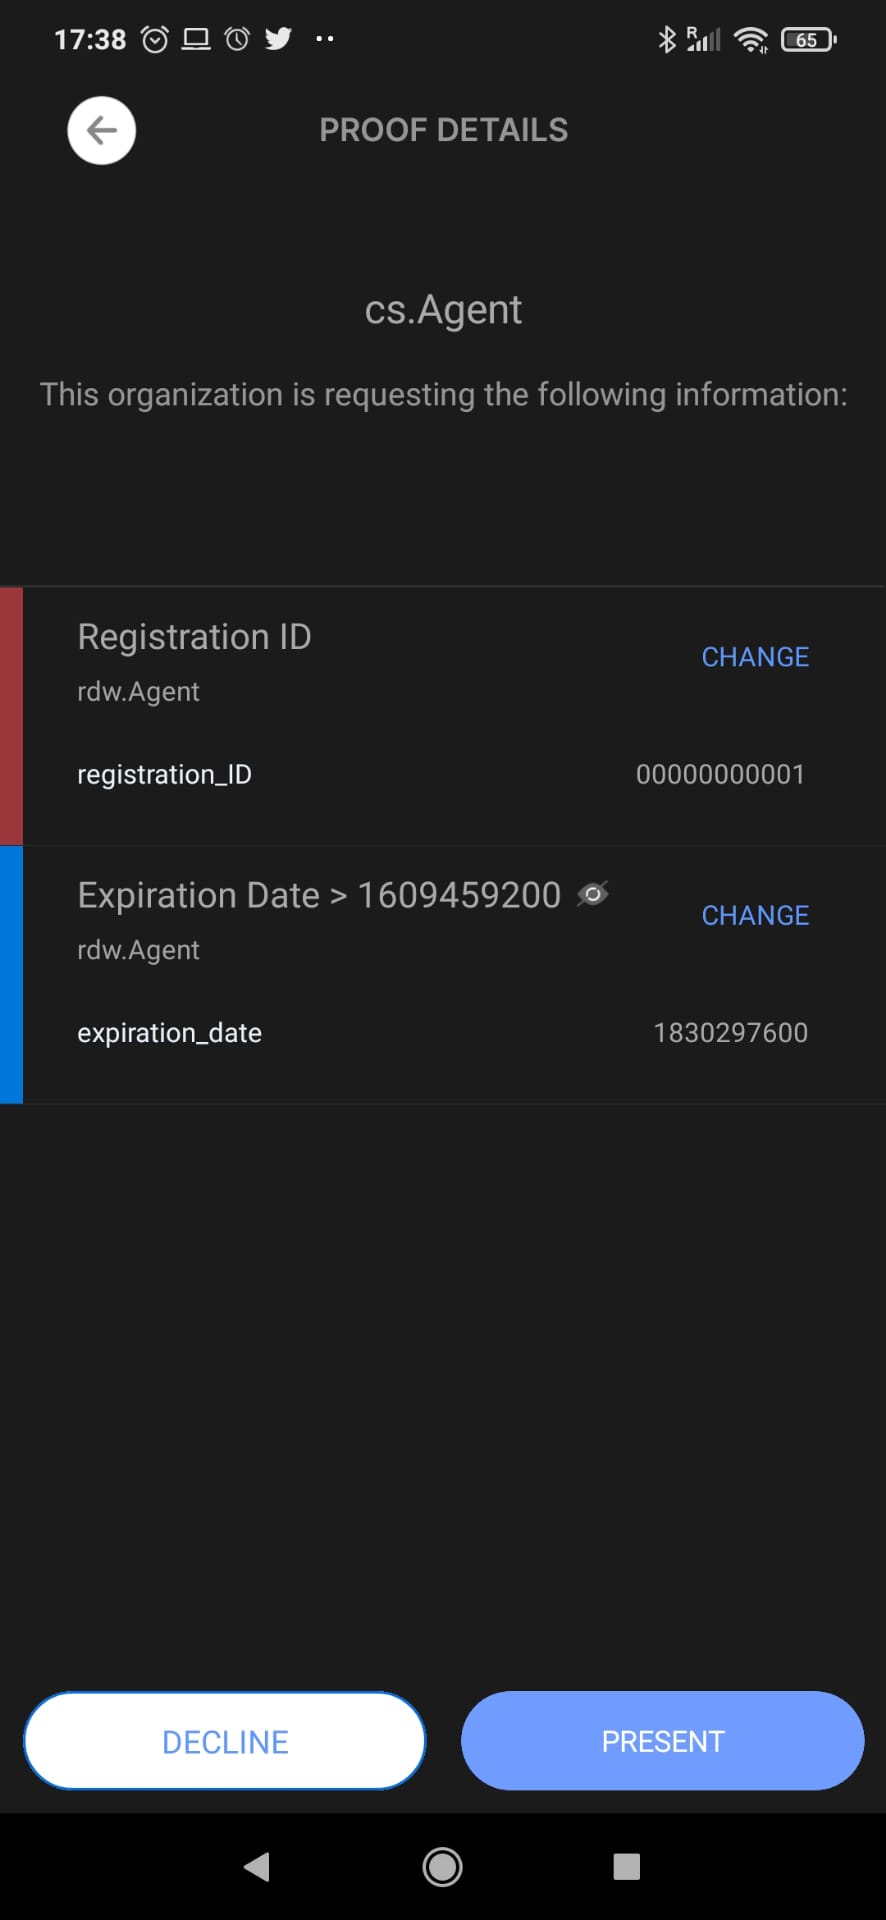 17:38
R
65
PROOF DETAILS
cs.Agent
This organization is requesting the following information:
Registration ID
CHANGE
rdw.Agent
registration_ID 00000000001
Expiration Date > 1609459200
CHANGE
rdw.Agent
expiration_date 1830297600
DECLINE
PRESENT